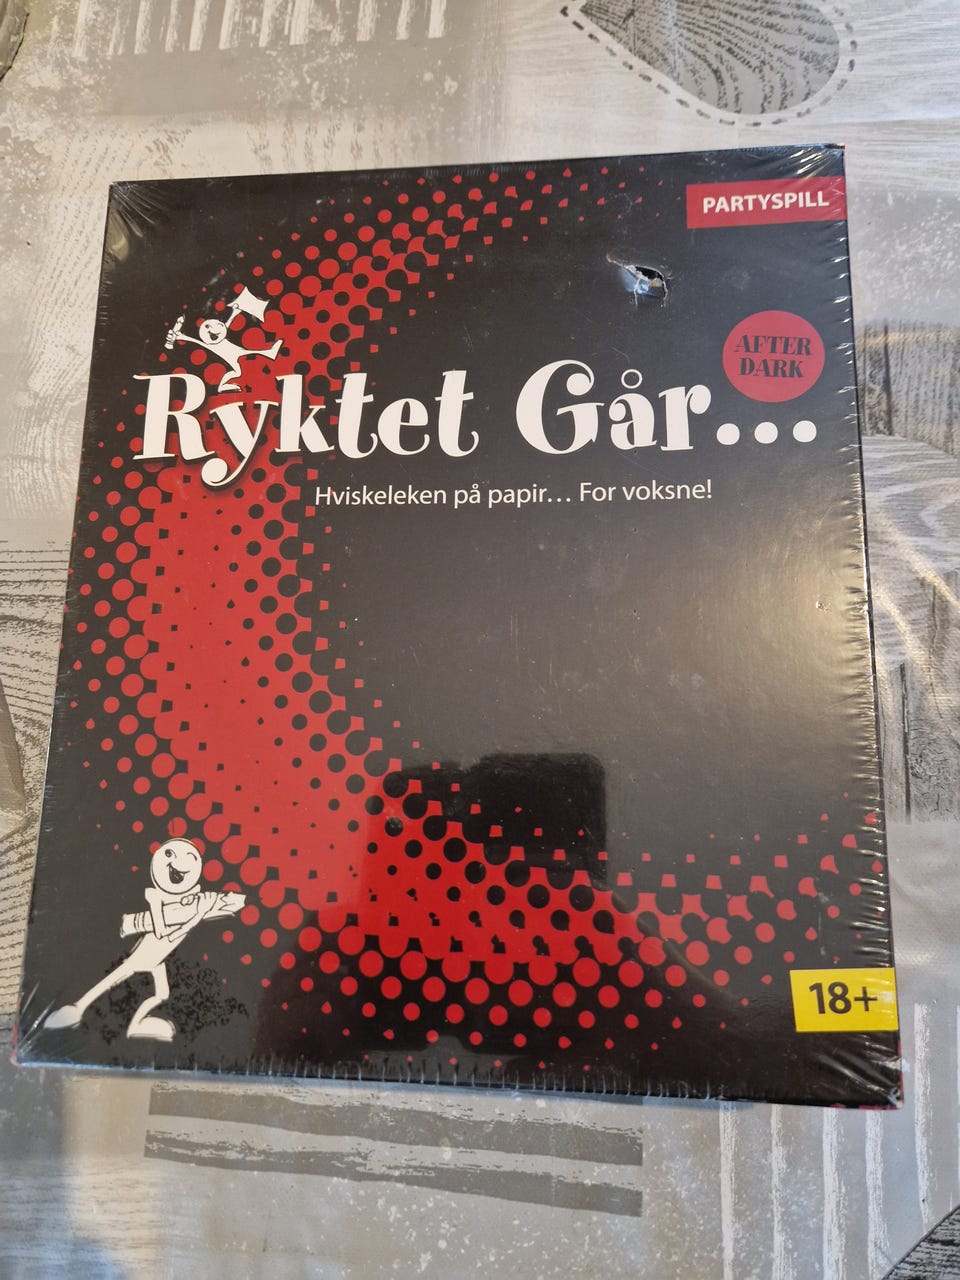 PARTYSPILL
AFTER
DARK
Ryktet Går...
Hviskeleken på papir... For voksne!
18+